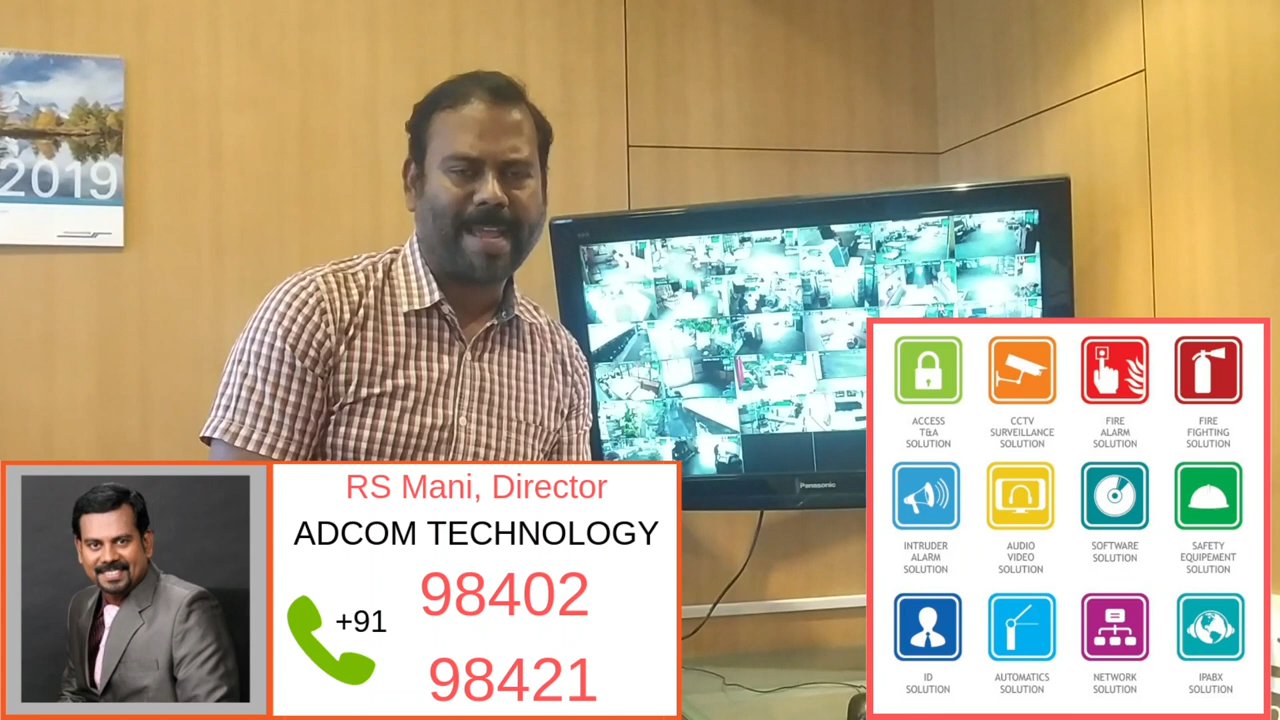 2019
Panasonic
RS Mani, Director
ADCOM TECHNOLOGY
+91
98402
98421
ACCESS
T&A
SOLUTION
CCTV
SURVEILLANCE
SOLUTION
FIRE
ALARM
SOLUTION
FIRE
FIGHTING
SOLUTION
INTRUDER
ALARM
SOLUTION
AUDIO
VIDEO
SOLUTION
SOFTWARE
SOLUTION
SAFETY
EQUIPEMENT
SOLUTION
ID
SOLUTION
AUTOMATICS
SOLUTION
NETWORK
SOLUTION
IPABX
SOLUTION